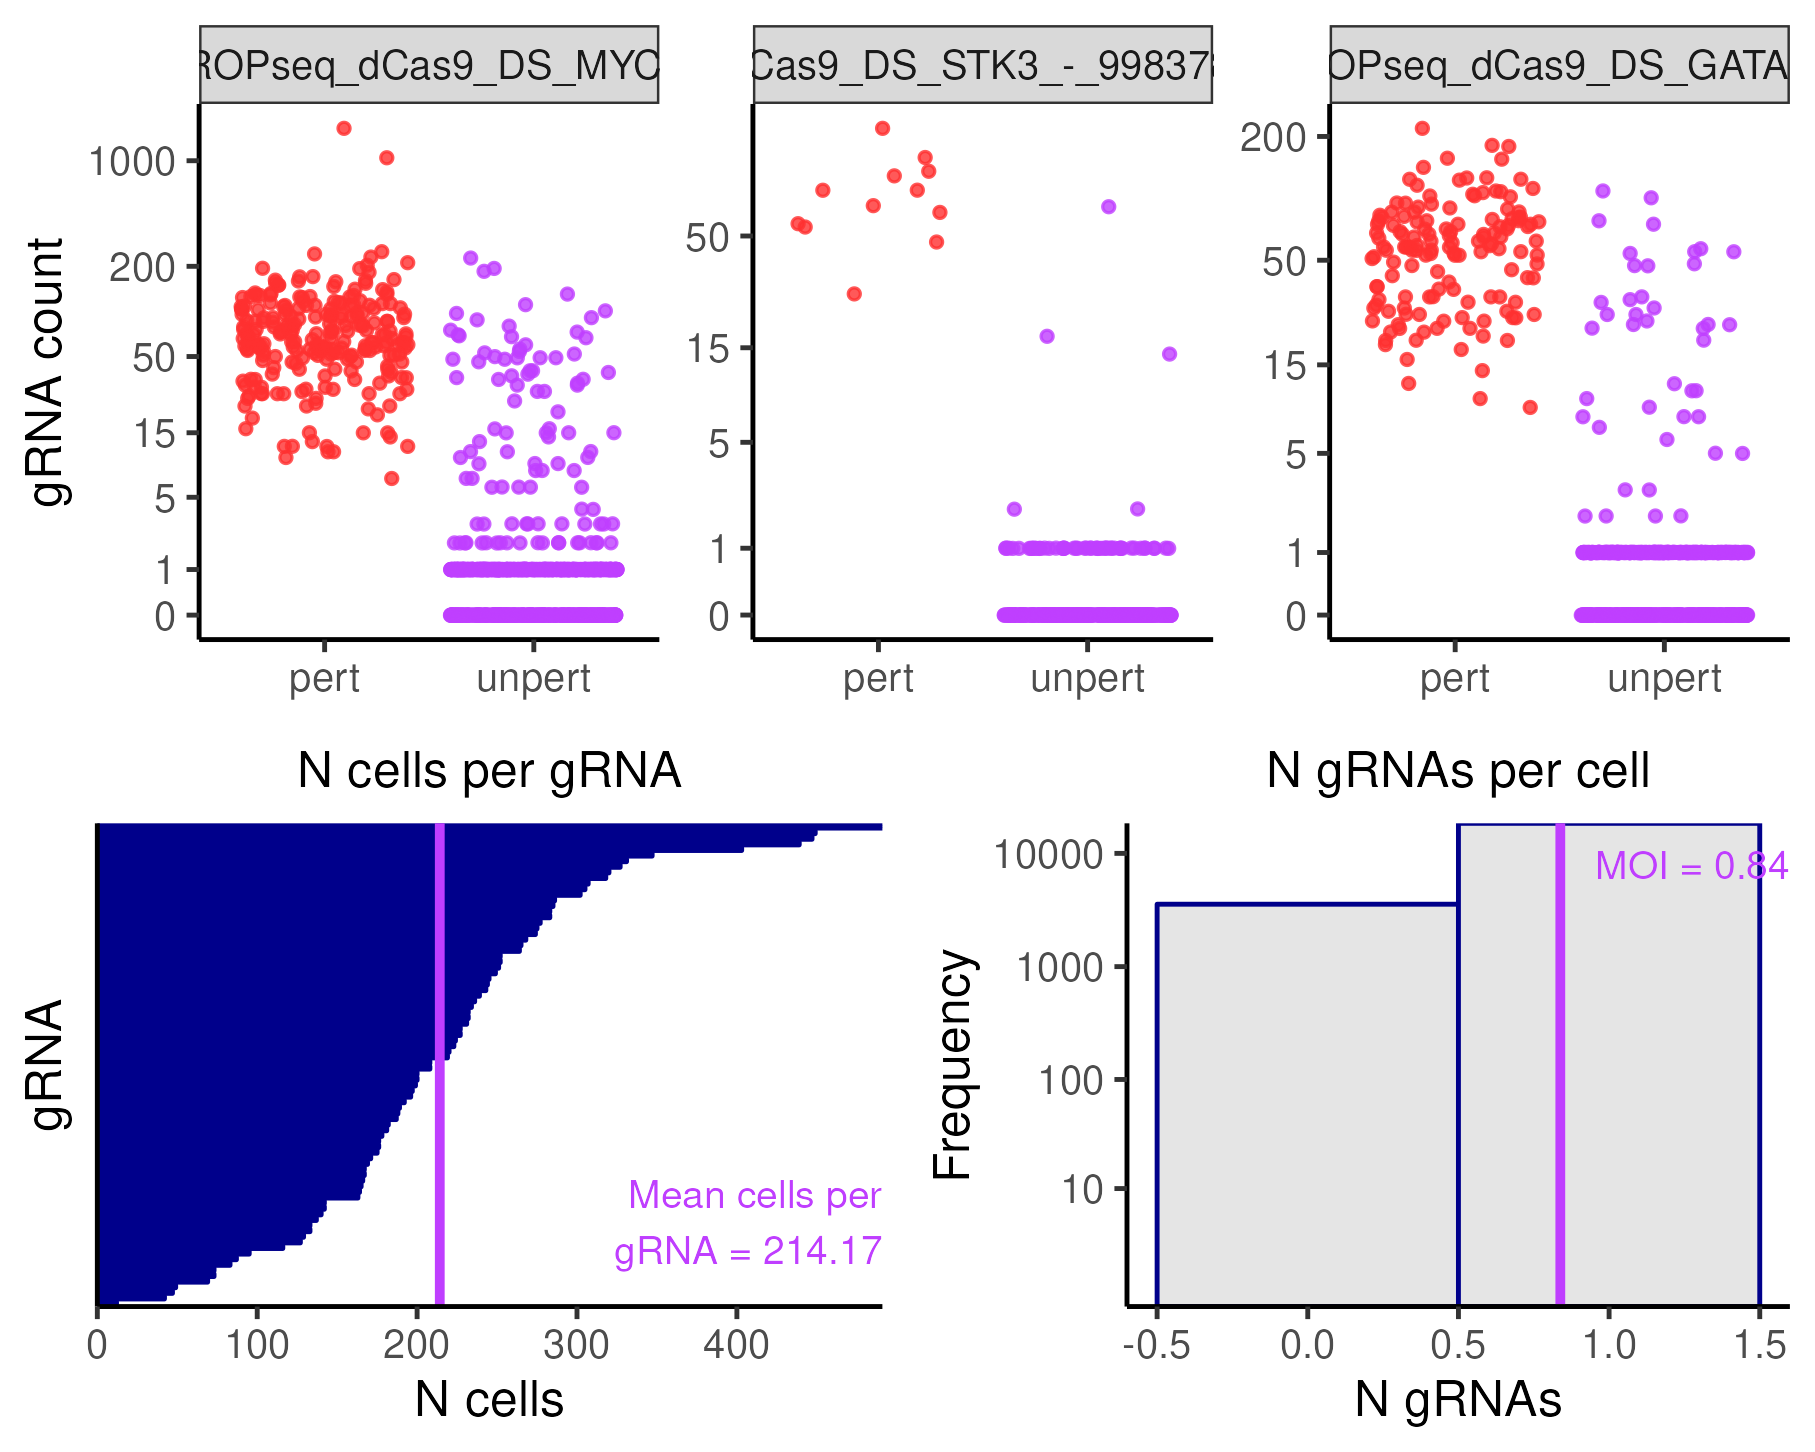 ROPseq_dCas9_DS_MYC
Cas9_DS_STK3_-_99837
OPseq_dCas9_DS_GATA
gRNA count
1000
200
50
15
5
1
0
pert
unpert
50
15
5
1
0
pert
unpert
200
50
15
5
1
0
pert
unpert
N cells per gRNA
gRNA
Mean cells per
gRNA = 214.17
0
100
200
300
400
N cells
N gRNAs per cell
Frequency
10000
1000
100
10
MOI = 0.84
-0.5
0.0
0.5
1.0
1.5
N gRNAs